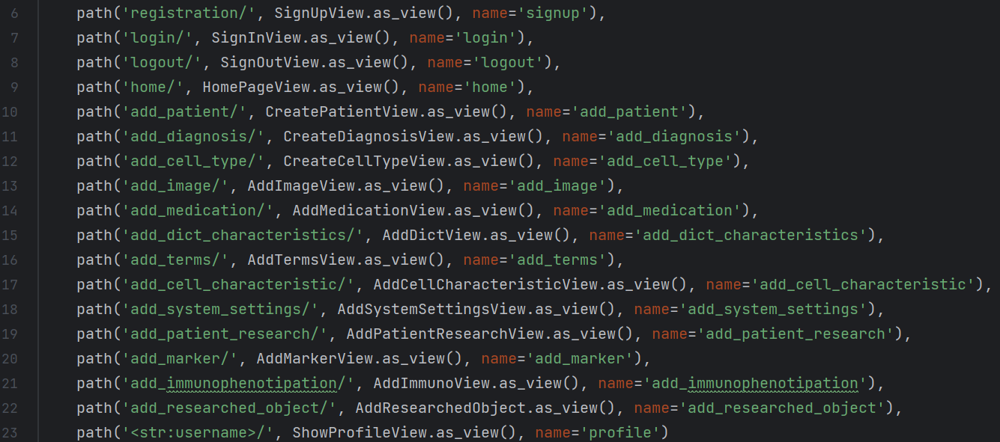 6 path('registration/', SignUpView.as_view(), name='signup'),
7 path('login/', SignInView.as_view(), name='login'),
8 path('logout/', SignOutView.as_view(), name='logout'),
9 path('home/', HomePageView.as_view(), name='home'),
10 path('add_patient/', CreatePatientView.as_view(), name='add_patient'),
11 path('add_diagnosis/', CreateDiagnosisView.as_view(), name='add_diagnosis'),
12 path('add_cell_type/', CreateCellTypeView.as_view(), name='add_cell_type'),
13 path('add_image/', AddImageView.as_view(), name='add_image'),
14 path('add_medication/', AddMedicationView.as_view(), name='add_medication'),
15 path('add_dict_characteristics/', AddDictView.as_view(), name='add_dict_characteristics'),
16 path('add_terms/', AddTermsView.as_view(), name='add_terms'),
17 path('add_cell_characteristic/', AddCellCharacteristicView.as_view(), name='add_cell_characteristic'),
18 path('add_system_settings/', AddSystemSettingsView.as_view(), name='add_system_settings'),
19 path('add_patient_research/', AddPatientResearchView.as_view(), name='add_patient_research'),
20 path('add_marker/', AddMarkerView.as_view(), name='add_marker'),
21 path('add_immunophenotipation/', AddImmunoView.as_view(), name='add_immunophenotipation'),
22 path('add_researched_object/', AddResearchedObject.as_view(), name='add_researched_object'),
23 path('<str:username>/', ShowProfileView.as_view(), name='profile')